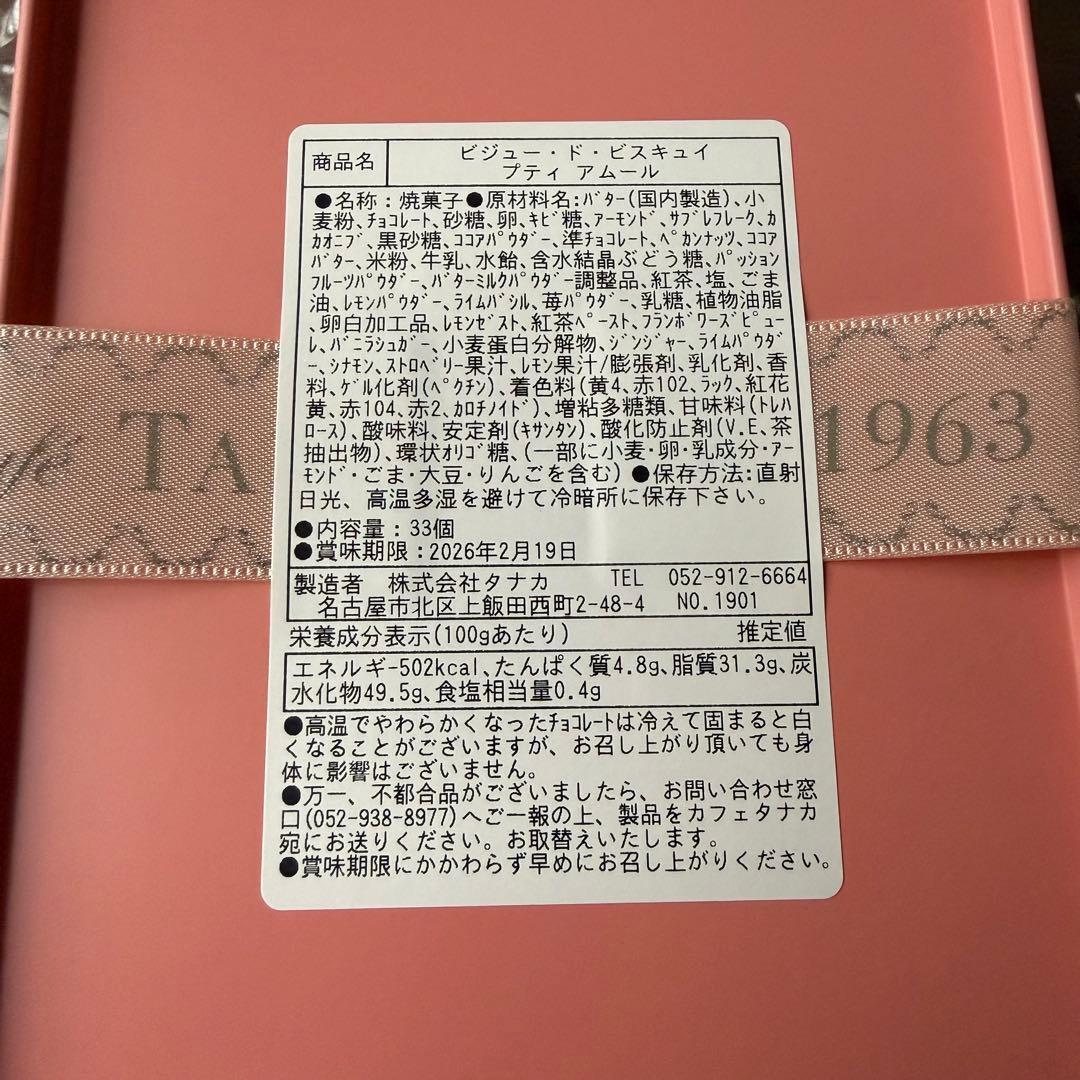 商品名
ビジュー・ド・ビスキュイ
プティ アムール
●名称：焼菓子●原材料名:ﾊﾞﾀｰ(国内製造)､小
麦粉､ﾁｮｺﾚｰﾄ､砂糖､卵､ｷﾋﾞ糖､ｱｰﾓﾝﾄﾞ､ｻﾌﾞﾚﾌﾚｰｸ､ｶ
ｶｵﾆﾌﾞ､黒砂糖､ｺｺｱﾊﾟｳﾀﾞｰ､準ﾁｮｺﾚｰﾄ､ﾍﾟｶﾝﾅｯﾂ､ｺｺｱ
ﾊﾞﾀｰ､米粉､牛乳､水飴､含水結晶ぶどう糖､ﾊﾟｯｼｮﾝ
ﾌﾙｰﾂﾊﾟｳﾀﾞｰ､ﾊﾞﾀｰﾐﾙｸﾊﾟｳﾀﾞｰ調整品､紅茶､塩､ごま
油､ﾚﾓﾝﾊﾟｳﾀﾞｰ､ﾗｲﾑﾊﾞｼﾞﾙ､苺ﾊﾟｳﾀﾞｰ､乳糖､植物油脂
､卵白加工品､ﾚﾓﾝｾﾞｽﾄ､紅茶ﾍﾟｰｽﾄ､ﾌﾗﾝﾎﾞﾜｰｽﾞﾋﾟｭｰ
ﾚ､ﾊﾞﾆﾗｼｭｶﾞｰ､小麦蛋白分解物､ｼﾞﾝｼﾞｬｰ､ﾗｲﾑﾊﾟｳﾀﾞ
ｰ､ｼﾅﾓﾝ､ｽﾄﾛﾍﾞﾘｰ果汁､ﾚﾓﾝ果汁/膨張剤､乳化剤､香
料､ｹﾞﾙ化剤(ﾍﾟｸﾁﾝ)､着色料(黄4､赤102､ﾗｯｸ､紅花
黄､赤104､赤2､ｶﾛﾁﾉｲﾄﾞ)､増粘多糖類､甘味料(ﾄﾚﾊ
ﾛｰｽ)､酸味料､安定剤(ｷｻﾝﾀﾝ)､酸化防止剤(V.E､茶
抽出物)､環状ｵﾘｺﾞ糖､(一部に小麦･卵･乳成分･ｱｰ
ﾓﾝﾄﾞ･ごま･大豆･りんごを含む) ●保存方法:直射
日光、高温多湿を避けて冷暗所に保存下さい。
●内容量：33個
●賞味期限：2026年2月19日
製造者 株式会社タナカ TEL 052-912-6664
名古屋市北区上飯田西町2-48-4 NO.1901
栄養成分表示(100gあたり) 推定値
エネルギｰ502kcal､たんぱく質4.8g､脂質31.3g､炭
水化物49.5g､食塩相当量0.4g
●高温でやわらかくなったﾁｮｺﾚｰﾄは冷えて固まると白
くなることがございますが、お召し上がり頂いても身
体に影響はございません。
●万一、不都合品がございましたら、お問い合わせ窓
口(052-938-8977)へご一報の上、製品をカフェタナカ
宛にお送りください。お取替えいたします。
●賞味期限にかかわらず早めにお召し上がりください。
TA 1963